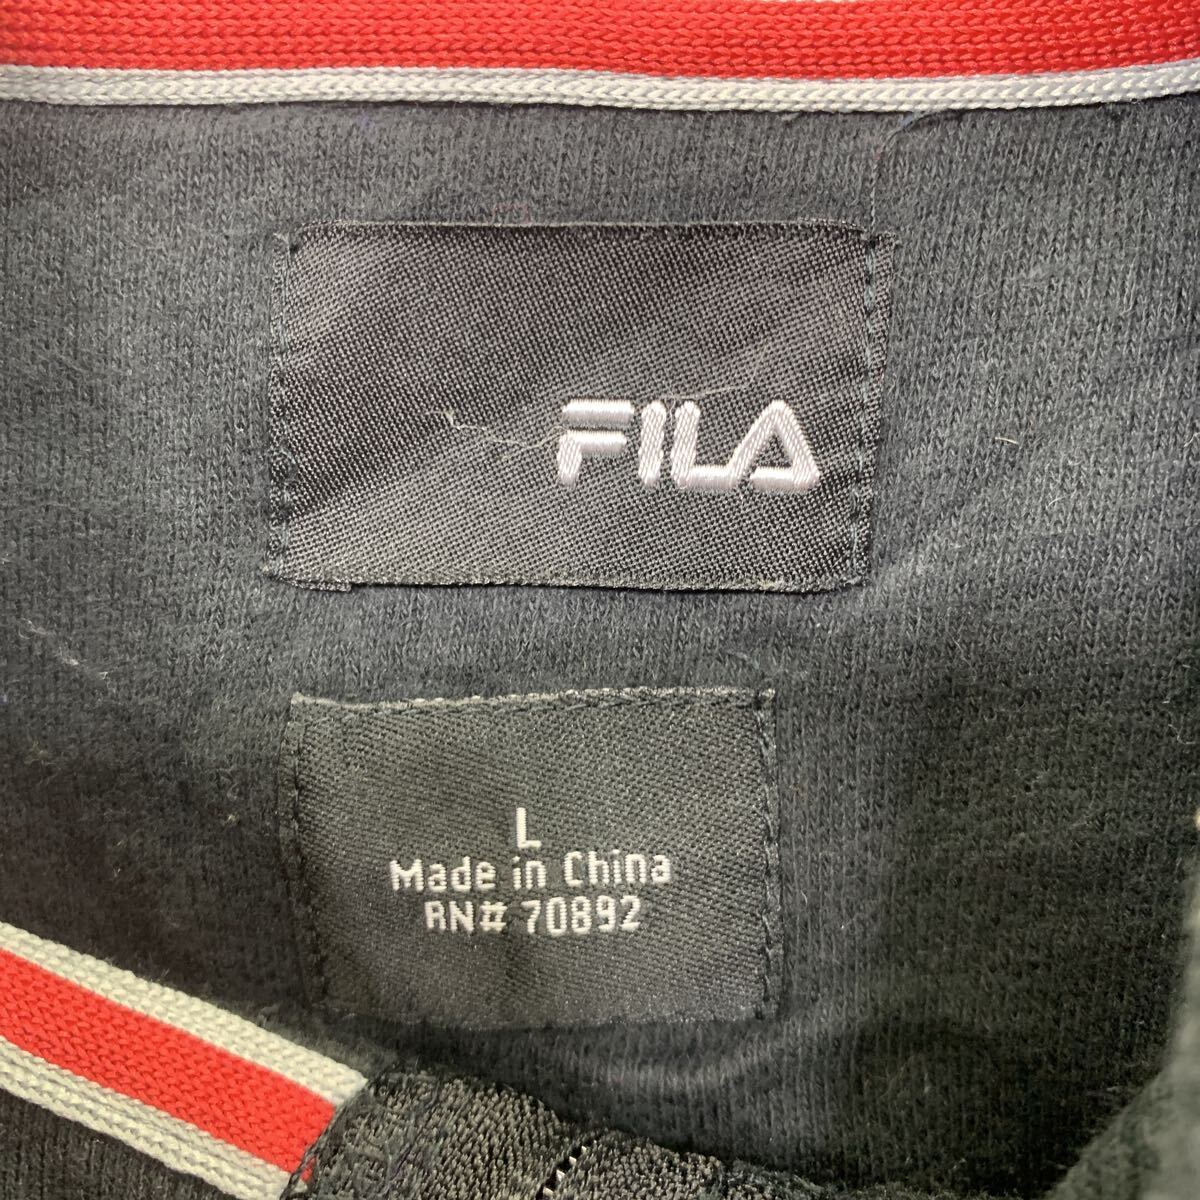 FILA
L
Made in China
RN# 70892